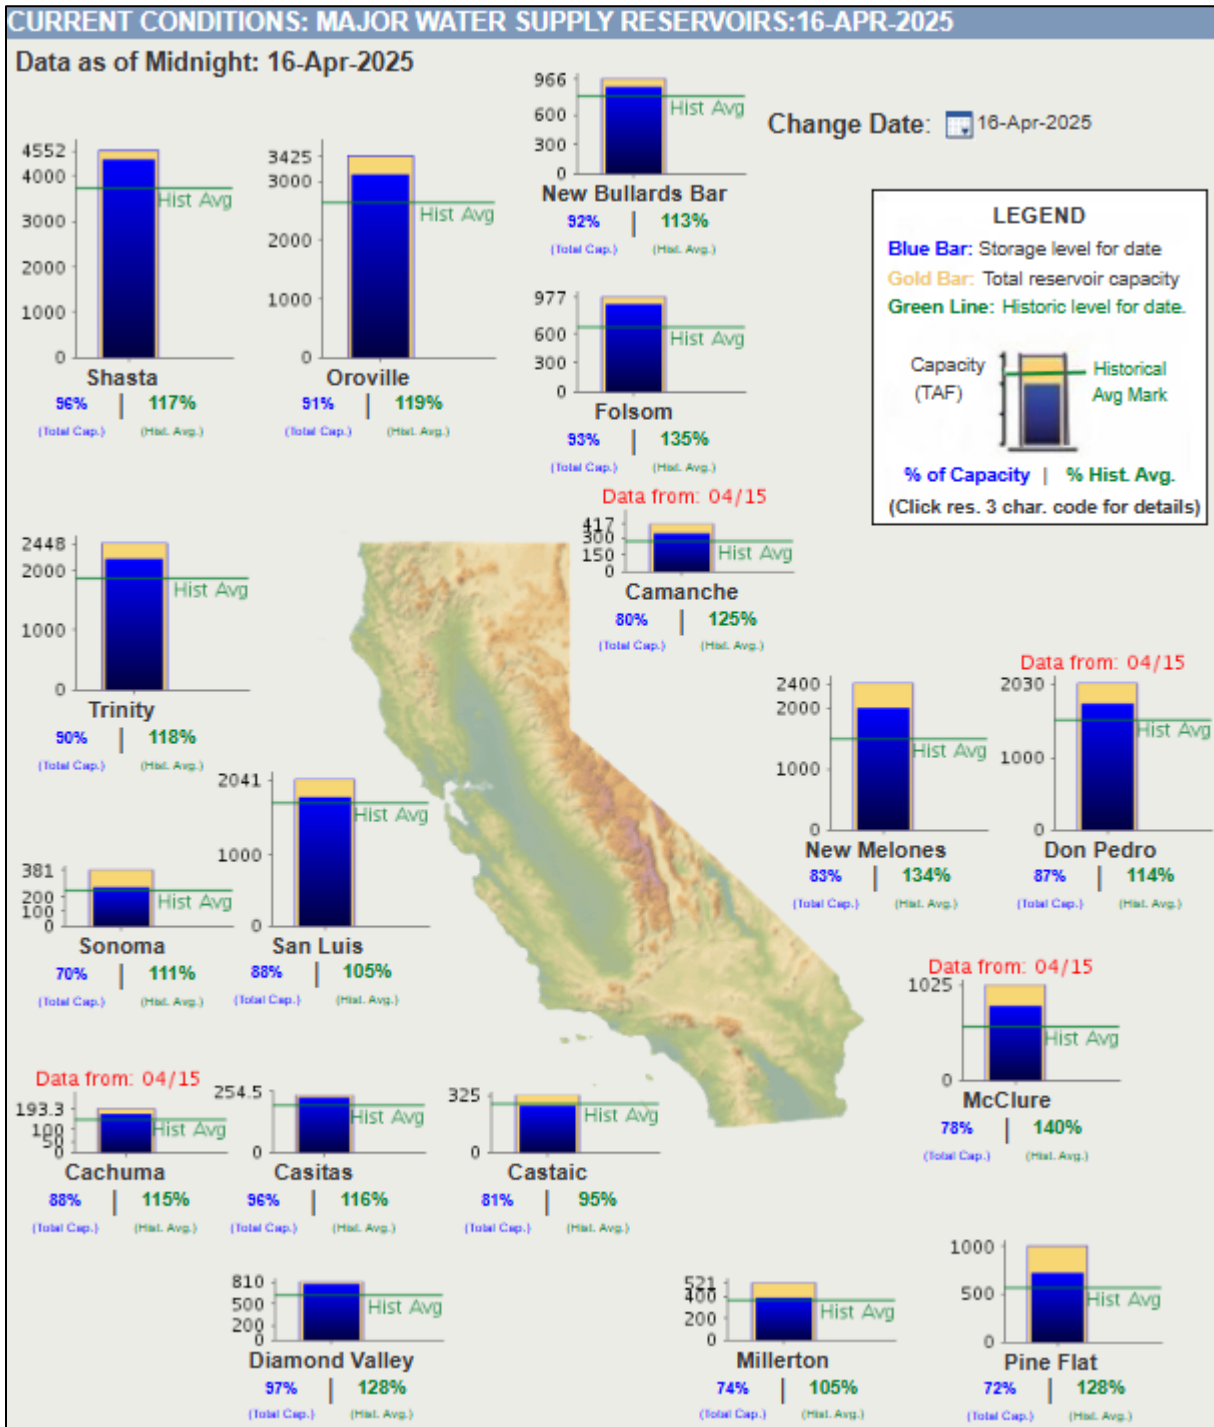 CURRENT CONDITIONS: MAJOR WATER SUPPLY RESERVOIRS:16-APR-2025
Data as of Midnight: 16-Apr-2025
Change Date: 16-Apr-2025
4552
4000
3000
2000
1000
0
Hist Avg
Shasta
96% | 117%
(Total Cap.) (Hist. Avg.)
3425
3000
2000
1000
0
Hist Avg
Oroville
91% | 119%
(Total Cap.) (Hist. Avg.)
966
600
300
0
Hist Avg
New Bullards Bar
92% | 113%
(Total Cap.) (Hist. Avg.)
977
600
300
0
Hist Avg
Folsom
93% | 135%
(Total Cap.) (Hist. Avg.)
LEGEND
Blue Bar: Storage level for date
Gold Bar: Total reservoir capacity
Green Line: Historic level for date.
Capacity
(TAF)
Historical
Avg Mark
% of Capacity | % Hist. Avg.
(Click res. 3 char. code for details)
Data from: 04/15
417
300
150
0
Hist Avg
Camanche
80% | 125%
(Total Cap.) (Hist. Avg.)
2448
2000
1000
0
Hist Avg
Trinity
90% | 118%
(Total Cap.) (Hist. Avg.)
2400
2000
1000
0
Hist Avg
New Melones
83% | 134%
(Total Cap.) (Hist. Avg.)
Data from: 04/15
2030
1000
0
Hist Avg
Don Pedro
87% | 114%
(Total Cap.) (Hist. Avg.)
381
200
100
0
Hist Avg
Sonoma
70% | 111%
(Total Cap.) (Hist. Avg.)
2041
1000
0
Hist Avg
San Luis
88% | 105%
(Total Cap.) (Hist. Avg.)
Data from: 04/15
1025
0
Hist Avg
McClure
78% | 140%
(Total Cap.) (Hist. Avg.)
Data from: 04/15
193.3
100
50
0
Hist Avg
Cachuma
88% | 115%
(Total Cap.) (Hist. Avg.)
254.5
0
Hist Avg
Casitas
96% | 116%
(Total Cap.) (Hist. Avg.)
325
0
Hist Avg
Castaic
81% | 95%
(Total Cap.) (Hist. Avg.)
810
500
200
0
Hist Avg
Diamond Valley
97% | 128%
(Total Cap.) (Hist. Avg.)
521
400
200
0
Hist Avg
Millerton
74% | 105%
(Total Cap.) (Hist. Avg.)
1000
500
0
Hist Avg
Pine Flat
72% | 128%
(Total Cap.) (Hist. Avg.)